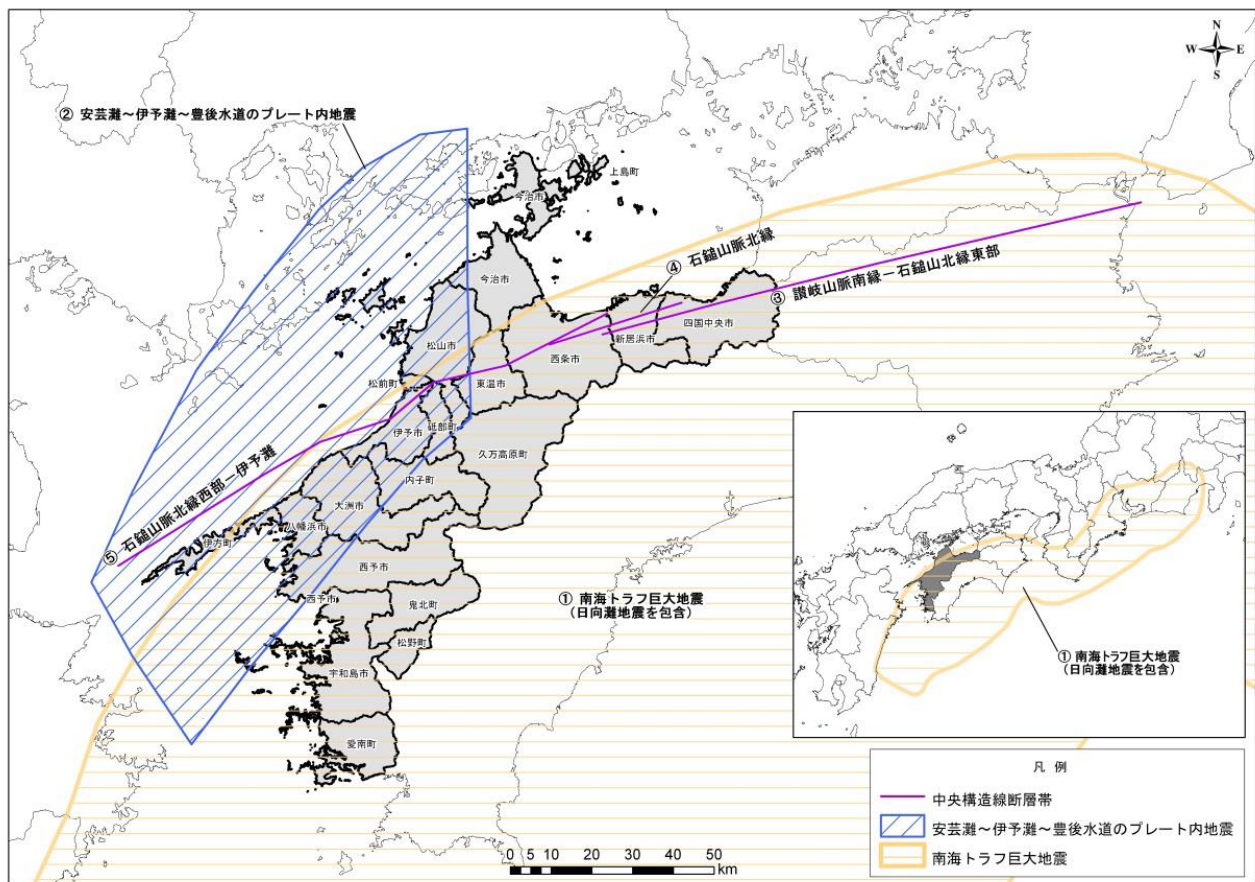 N
W E
S
② 安芸灘～伊予灘～豊後水道のプレート内地震
上島町
今治市
今治市
④ 石鎚山脈北縁
③ 讃岐山脈南縁－石鎚山北縁東部
四国中央市
新居浜市
西条市
松山市
東温市
松前町
伊予市
砥部町
久万高原町
内子町
⑤ 石鎚山脈北縁西部－伊予灘
大洲市
八幡浜市
伊方町
西予市
西予市
鬼北町
松野町
宇和島市
愛南町
① 南海トラフ巨大地震
（日向灘地震を包含）
① 南海トラフ巨大地震
（日向灘地震を包含）
凡 例
中央構造線断層帯
安芸灘～伊予灘～豊後水道のプレート内地震
南海トラフ巨大地震
0 5 10 20 30 40 50
km